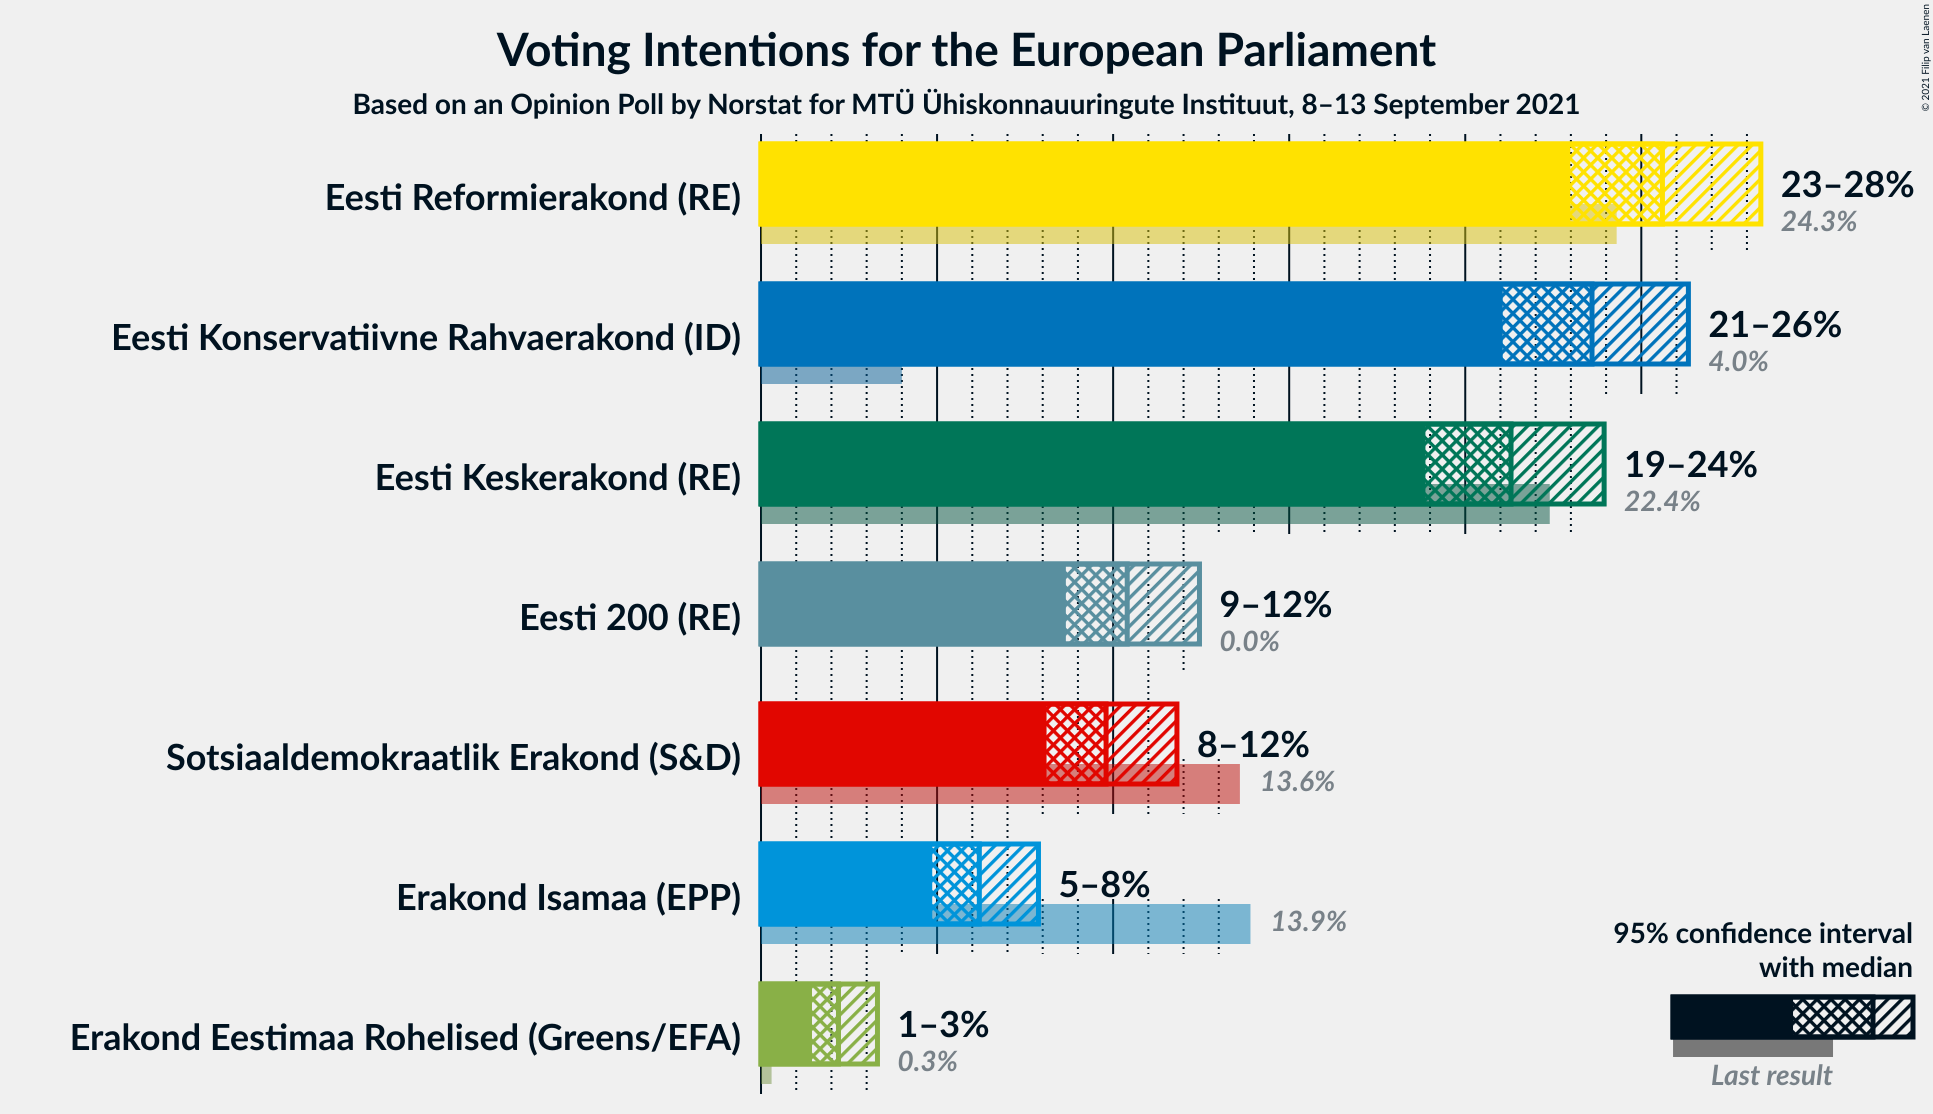 Voting Intentions for the European Parliament
Based on an Opinion Poll by Norstat for MTÜ Ühiskonnauuringute Instituut, 8–13 September 2021
© 2021 Filip van Laenen
Eesti Reformierakond (RE)
23–28%
24.3%
Eesti Konservatiivne Rahvaerakond (ID)
21–26%
4.0%
Eesti Keskerakond (RE)
19–24%
22.4%
Eesti 200 (RE)
9–12%
0.0%
Sotsiaaldemokraatlik Erakond (S&D)
8–12%
13.6%
Erakond Isamaa (EPP)
5–8%
13.9%
Erakond Eestimaa Rohelised (Greens/EFA)
1–3%
0.3%
95% confidence interval
with median
Last result